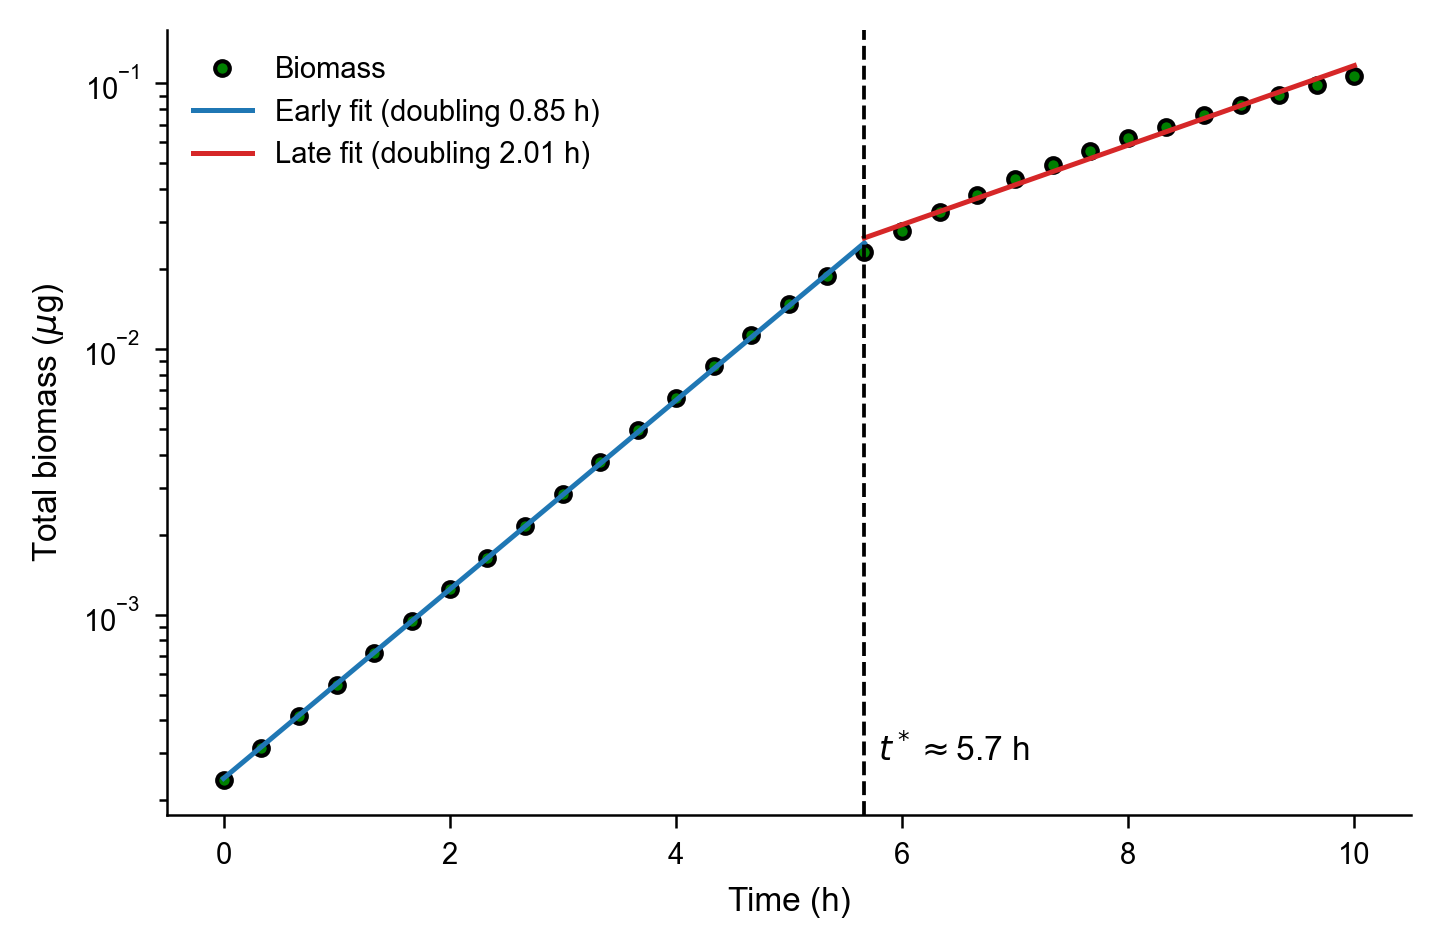 Biomass
Early fit (doubling 0.85 h)
Late fit (doubling 2.01 h)
10⁻¹
10⁻²
10⁻³
Total biomass (μg)
t* ≈ 5.7 h
0 2 4 6 8 10
Time (h)